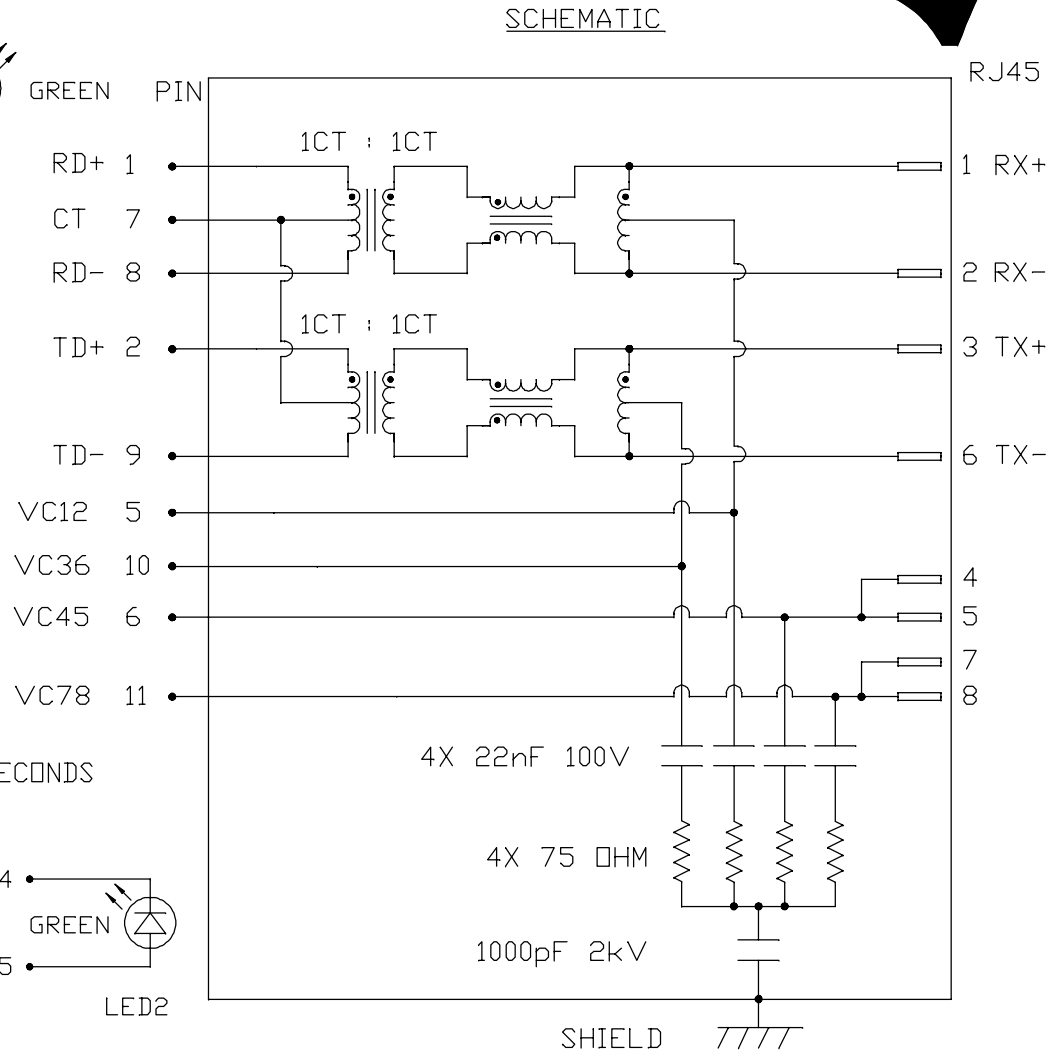 SCHEMATIC
RJ45
GREEN PIN
1CT : 1CT
RD+ 1 1 RX+
CT 7
RD- 8 2 RX-
1CT : 1CT
TD+ 2 3 TX+
TD- 9 6 TX-
VC12 5
VC36 10
4
VC45 6 5
7
VC78 11 8
4X 22nF 100V
ECONDS
4X 75 OHM
4
GREEN
1000pF 2kV
5
LED2
SHIELD